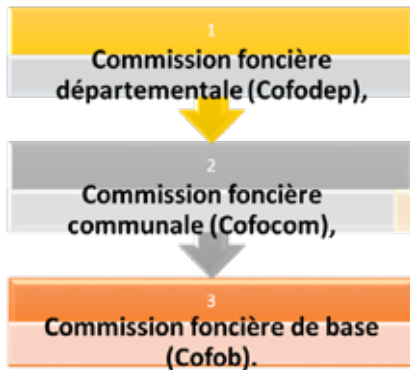 1
Commission foncière
départementale (Cofodep),
2
Commission foncière
communale (Cofocom),
3
Commission foncière de base
(Cofob).